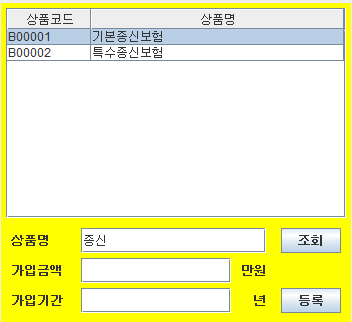 상품코드 상품명
B00001 기본종신보험
B00002 특수종신보험
상품명 종신 조회
가입금액 만원
가입기간 년 등록